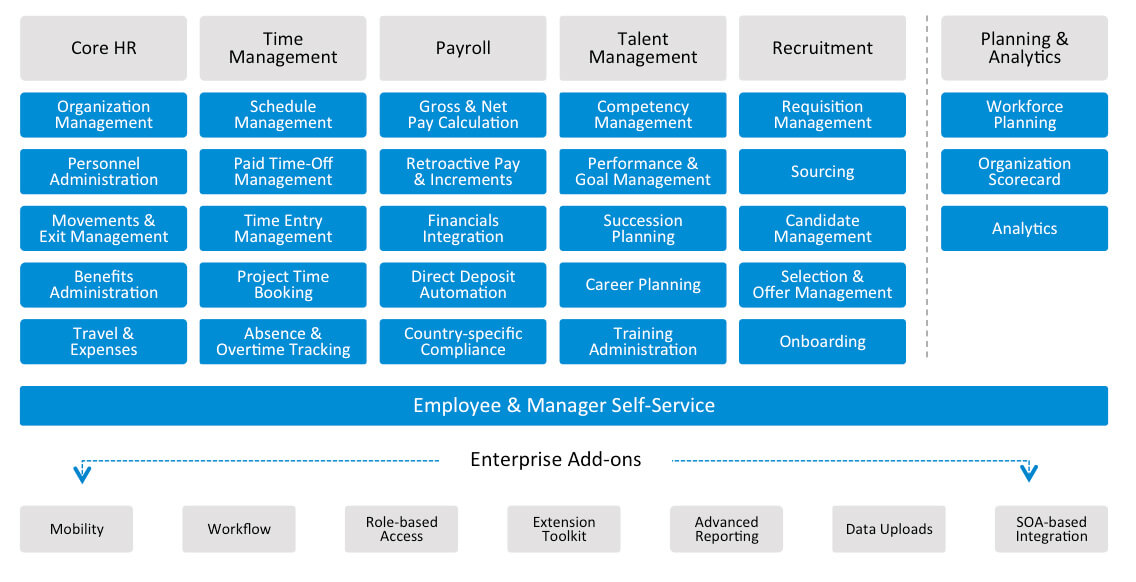 Core HR
Time
Management
Payroll
Talent
Management
Recruitment
Planning &
Analytics
Organization
Management
Schedule
Management
Gross & Net
Pay Calculation
Competency
Management
Requisition
Management
Workforce
Planning
Personnel
Administration
Paid Time-Off
Management
Retroactive Pay
& Increments
Performance &
Goal Management
Sourcing
Organization
Scorecard
Movements &
Exit Management
Time Entry
Management
Financials
Integration
Succession
Planning
Candidate
Management
Analytics
Benefits
Administration
Project Time
Booking
Direct Deposit
Automation
Career Planning
Selection &
Offer Management
Travel &
Expenses
Absence &
Overtime Tracking
Country-specific
Compliance
Training
Administration
Onboarding
Employee & Manager Self-Service
Enterprise Add-ons
Mobility
Workflow
Role-based
Access
Extension
Toolkit
Advanced
Reporting
Data Uploads
SOA-based
Integration